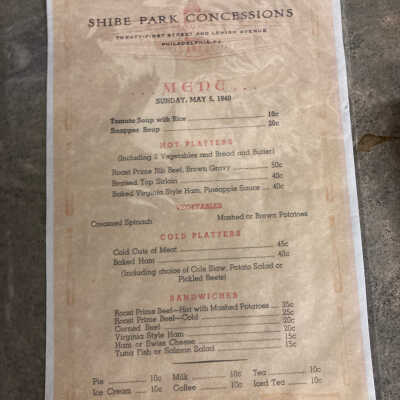 SHIBE PARK CONCESSIONS
TWENTY-FIRST STREET AND LEHIGH AVENUE
PHILADELPHIA, PA.
... MENU ...
SUNDAY, MAY 5, 1940
Tomato Soup with Rice 10c
Snapper Soup 20c
HOT PLATTERS
(Including 2 Vegetables and Bread and Butter)
Roast Prime Rib Beef, Brown Gravy 50c
Braised Top Sirloin 40c
Baked Virginia Style Ham, Pineapple Sauce 40c
VEGETABLES
Creamed Spinach Mashed or Brown Potatoes
COLD PLATTERS
Cold Cuts of Meat 45c
Baked Ham 40c
(Including choice of Cole Slaw, Potato Salad or
Pickled Beets)
SANDWICHES
Roast Prime Beef—Hot with Mashed Potatoes 35c
Roast Prime Beef—Cold 25c
Corned Beef 20c
Virginia Style Ham 20c
Ham or Swiss Cheese 15c
Tuna Fish or Salmon Salad 15c
Pie 10c Milk 10c Tea 10c
Ice Cream 10c Coffee 10c Iced Tea 10c